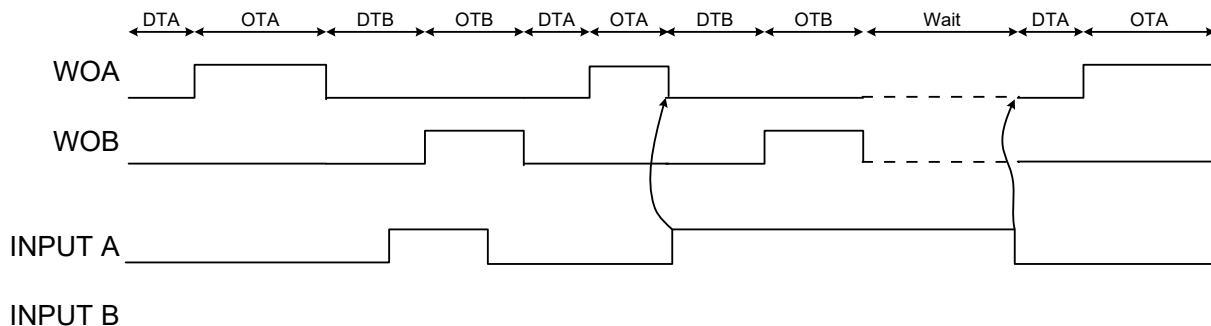 DTA OTA DTB OTB DTA OTA DTB OTB Wait DTA OTA
WOA
WOB
INPUT A
INPUT B